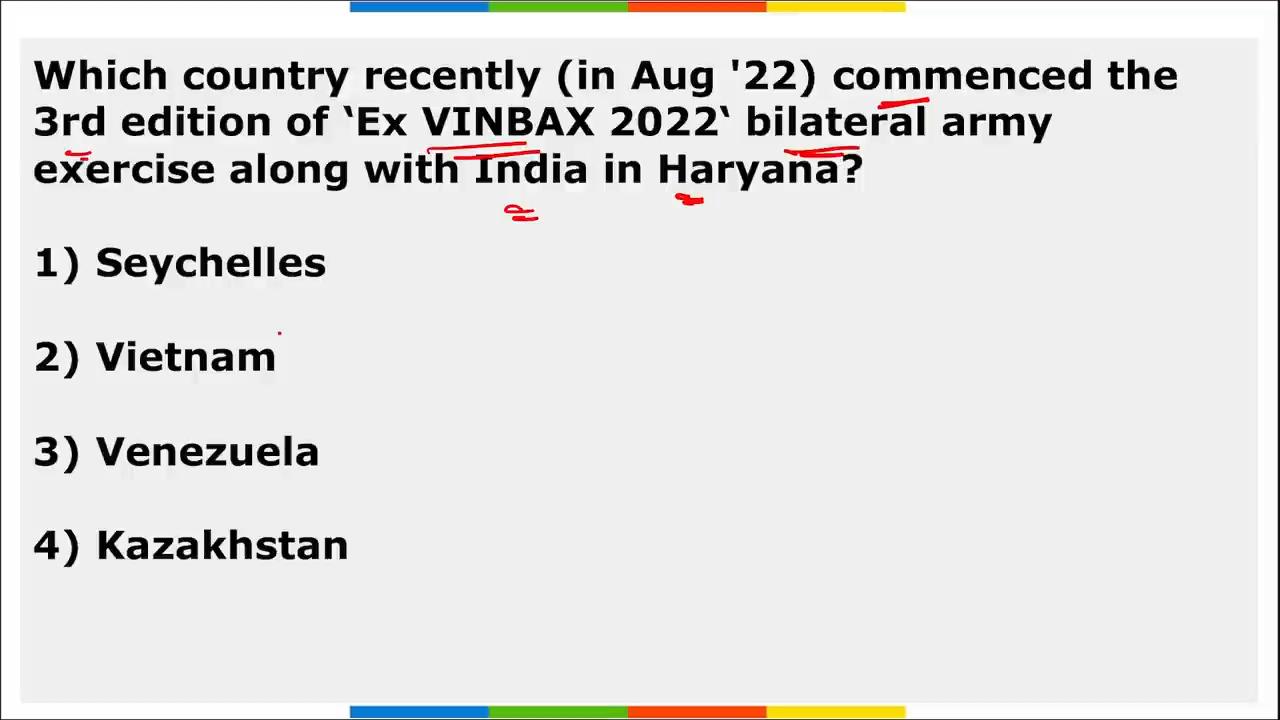 Which country recently (in Aug '22) commenced the
3rd edition of ‘Ex VINBAX 2022‘ bilateral army
exercise along with India in Haryana?
1) Seychelles
2) Vietnam
3) Venezuela
4) Kazakhstan